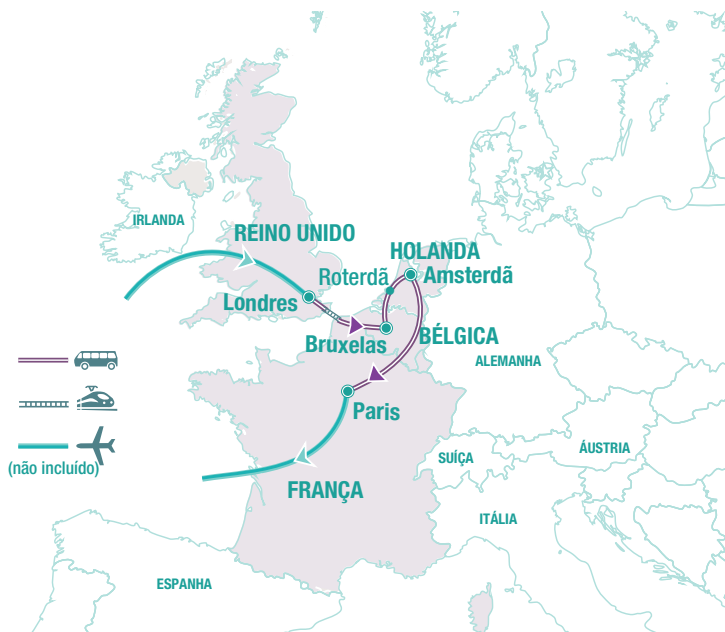 IRLANDA
REINO UNIDO
HOLANDA
Roterdã
Amsterdã
Londres
Bruxelas
BÉLGICA
ALEMANHA
Paris
(não incluído)
FRANÇA
SUÍÇA
ÁUSTRIA
ITÁLIA
ESPANHA